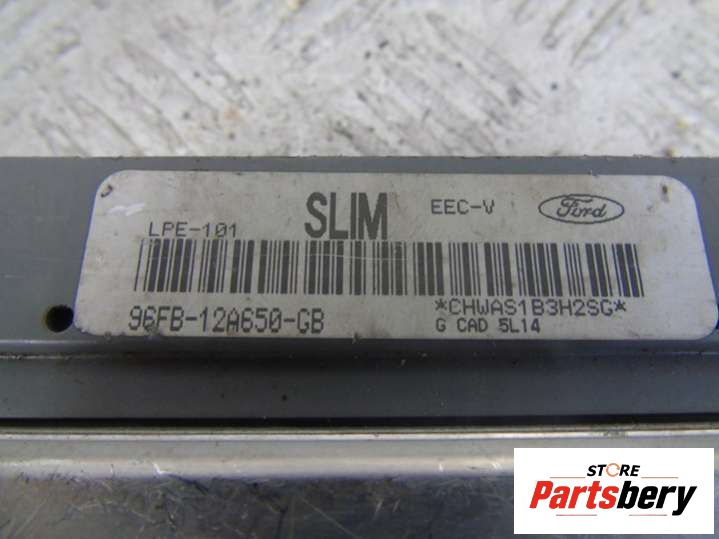 SLIM EEC-V Ford
LPE-101
*CHWAS1B3H2SG*
96FB-12A650-GB
G CAD 5L14
STORE
Partsbery